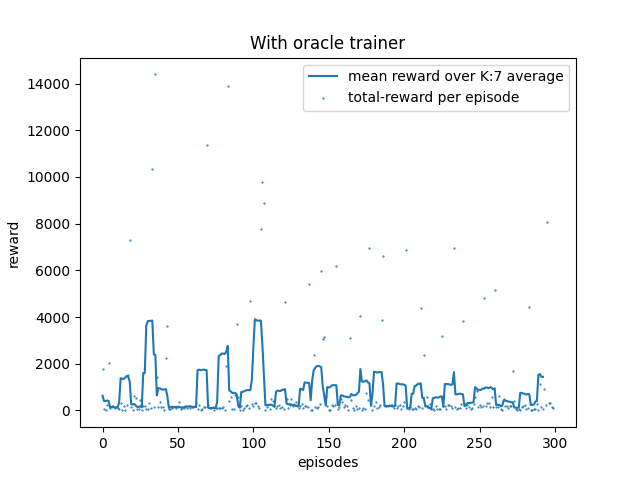 With oracle trainer
mean reward over K:7 average
total-reward per episode
14000
12000
10000
8000
6000
4000
2000
0
reward
0 50 100 150 200 250 300
episodes